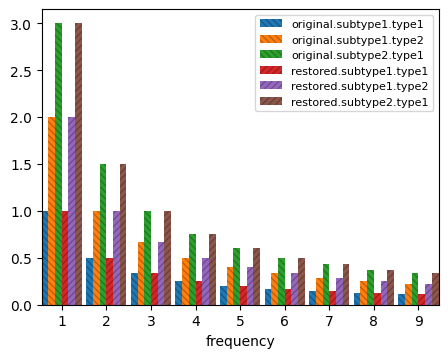 3.0
2.5
2.0
1.5
1.0
0.5
0.0
original.subtype1.type1
original.subtype1.type2
original.subtype2.type1
restored.subtype1.type1
restored.subtype1.type2
restored.subtype2.type1
1 2 3 4 5 6 7 8 9
frequency